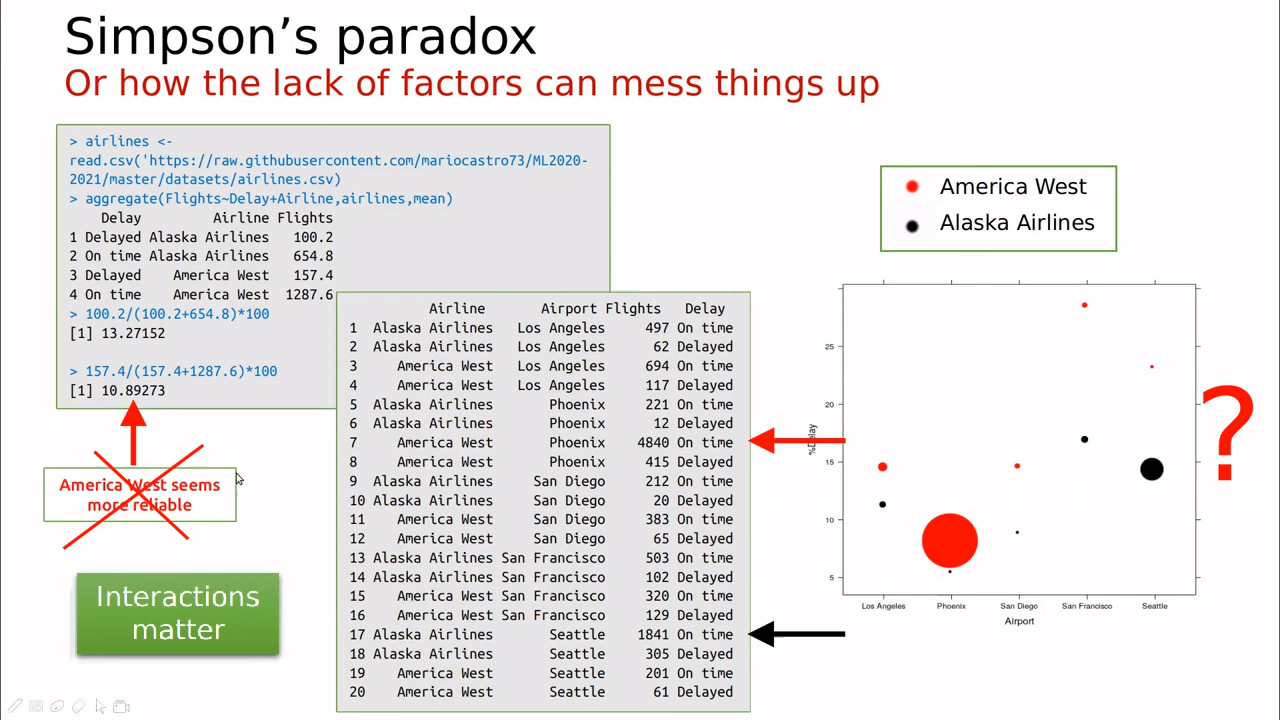 Simpson’s paradox
Or how the lack of factors can mess things up
> airlines <-
read.csv('https://raw.githubusercontent.com/mariocastro73/ML2020-
2021/master/datasets/airlines.csv)
> aggregate(Flights~Delay+Airline,airlines,mean)
Delay Airline Flights
1 Delayed Alaska Airlines 100.2
2 On time Alaska Airlines 654.8
3 Delayed America West 157.4
4 On time America West 1287.6
> 100.2/(100.2+654.8)*100
[1] 13.27152
> 157.4/(157.4+1287.6)*100
[1] 10.89273
America West seems
more reliable
Interactions
matter
Airline Airport Flights Delay
1 Alaska Airlines Los Angeles 497 On time
2 Alaska Airlines Los Angeles 62 Delayed
3 America West Los Angeles 694 On time
4 America West Los Angeles 117 Delayed
5 Alaska Airlines Phoenix 221 On time
6 Alaska Airlines Phoenix 12 Delayed
7 America West Phoenix 4840 On time
8 America West Phoenix 415 Delayed
9 Alaska Airlines San Diego 212 On time
10 Alaska Airlines San Diego 20 Delayed
11 America West San Diego 383 On time
12 America West San Diego 65 Delayed
13 Alaska Airlines San Francisco 503 On time
14 Alaska Airlines San Francisco 102 Delayed
15 America West San Francisco 320 On time
16 America West San Francisco 129 Delayed
17 Alaska Airlines Seattle 1841 On time
18 Alaska Airlines Seattle 305 Delayed
19 America West Seattle 201 On time
20 America West Seattle 61 Delayed
America West
Alaska Airlines
25
20
15
10
5
%Delay
Los Angeles Phoenix San Diego San Francisco Seattle
Airport
?